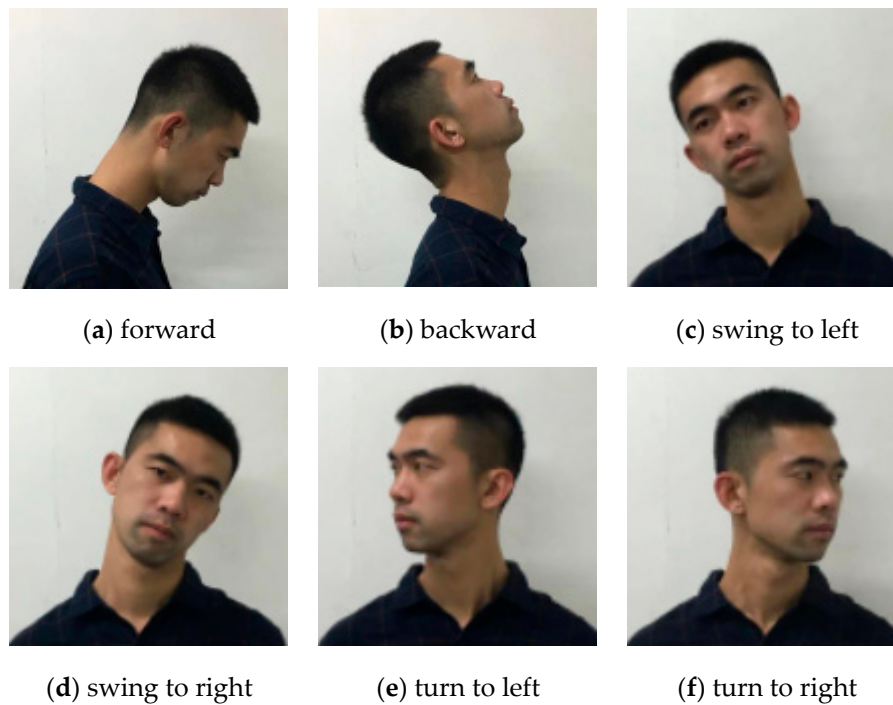 (a) forward
(b) backward
(c) swing to left
(d) swing to right
(e) turn to left
(f) turn to right